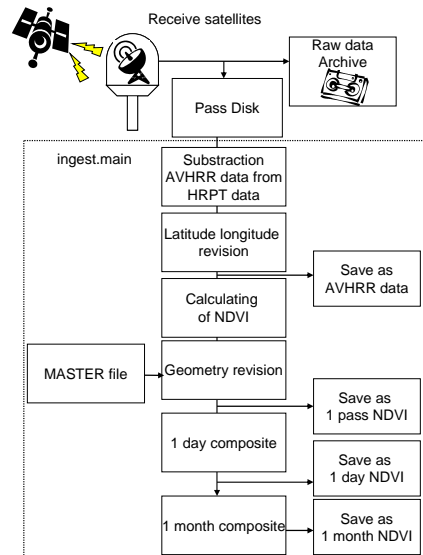 Receive satellites
Raw data
Archive
Pass Disk
ingest.main
Substraction
AVHRR data from
HRPT data
Latitude longitude
revision
Save as
AVHRR data
Calculating
of NDVI
MASTER file
Geometry revision
Save as
1 pass NDVI
1 day composite
Save as
1 day NDVI
1 month composite
Save as
1 month NDVI